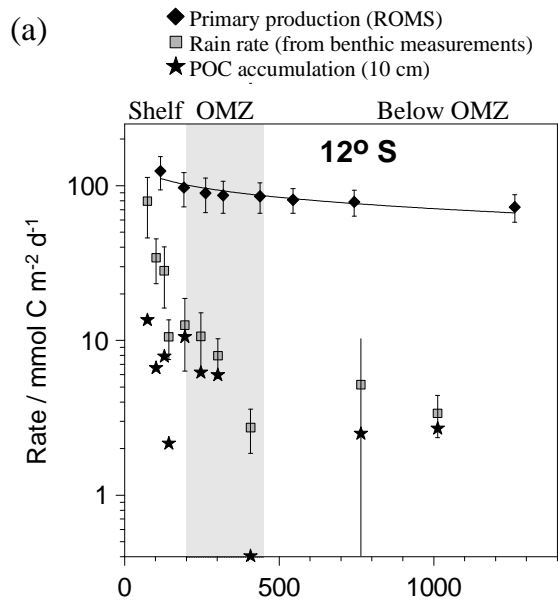 (a)
Primary production (ROMS)
Rain rate (from benthic measurements)
POC accumulation (10 cm)
Shelf OMZ Below OMZ
12º S
Rate / mmol C m-2 d-1
100
10
1
0 500 1000